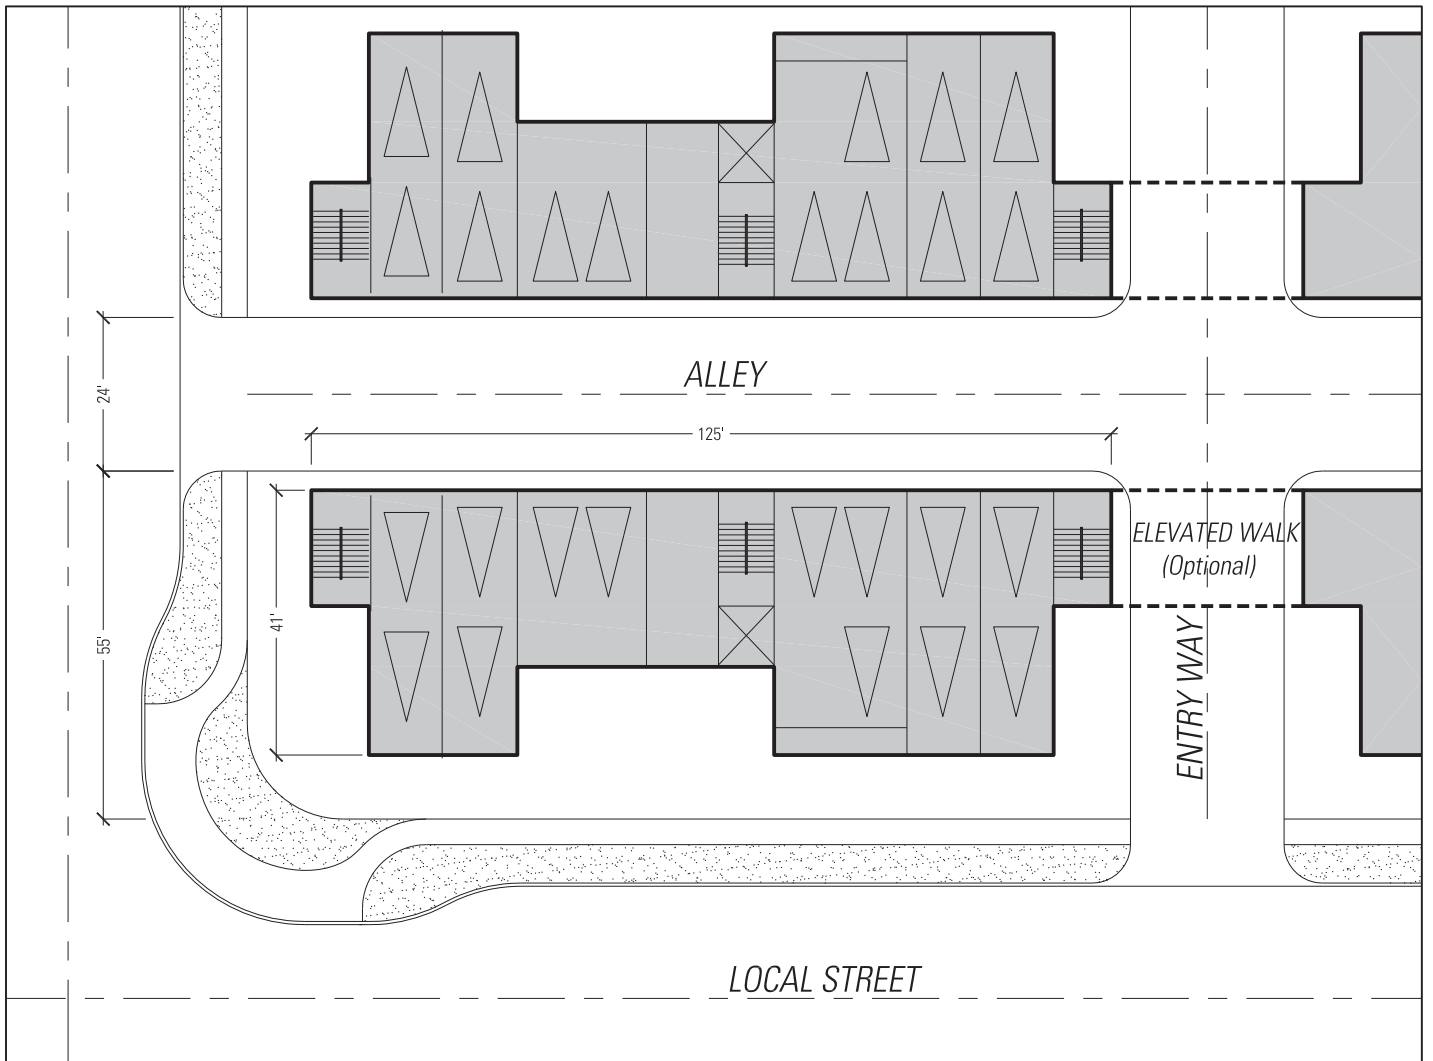 ALLEY
24'
125'
ELEVATED WALK
(Optional)
41'
55'
ENTRY WAY
LOCAL STREET